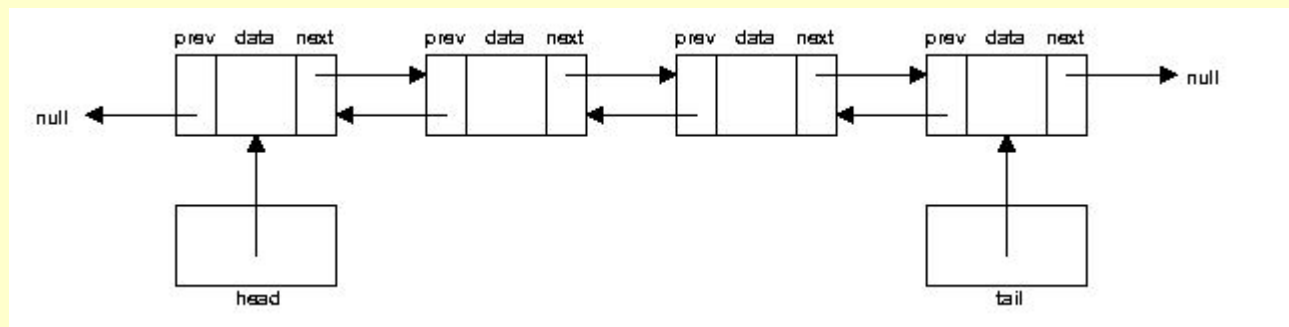 prev data next prev data next prev data next prev data next
null
null
head
tail